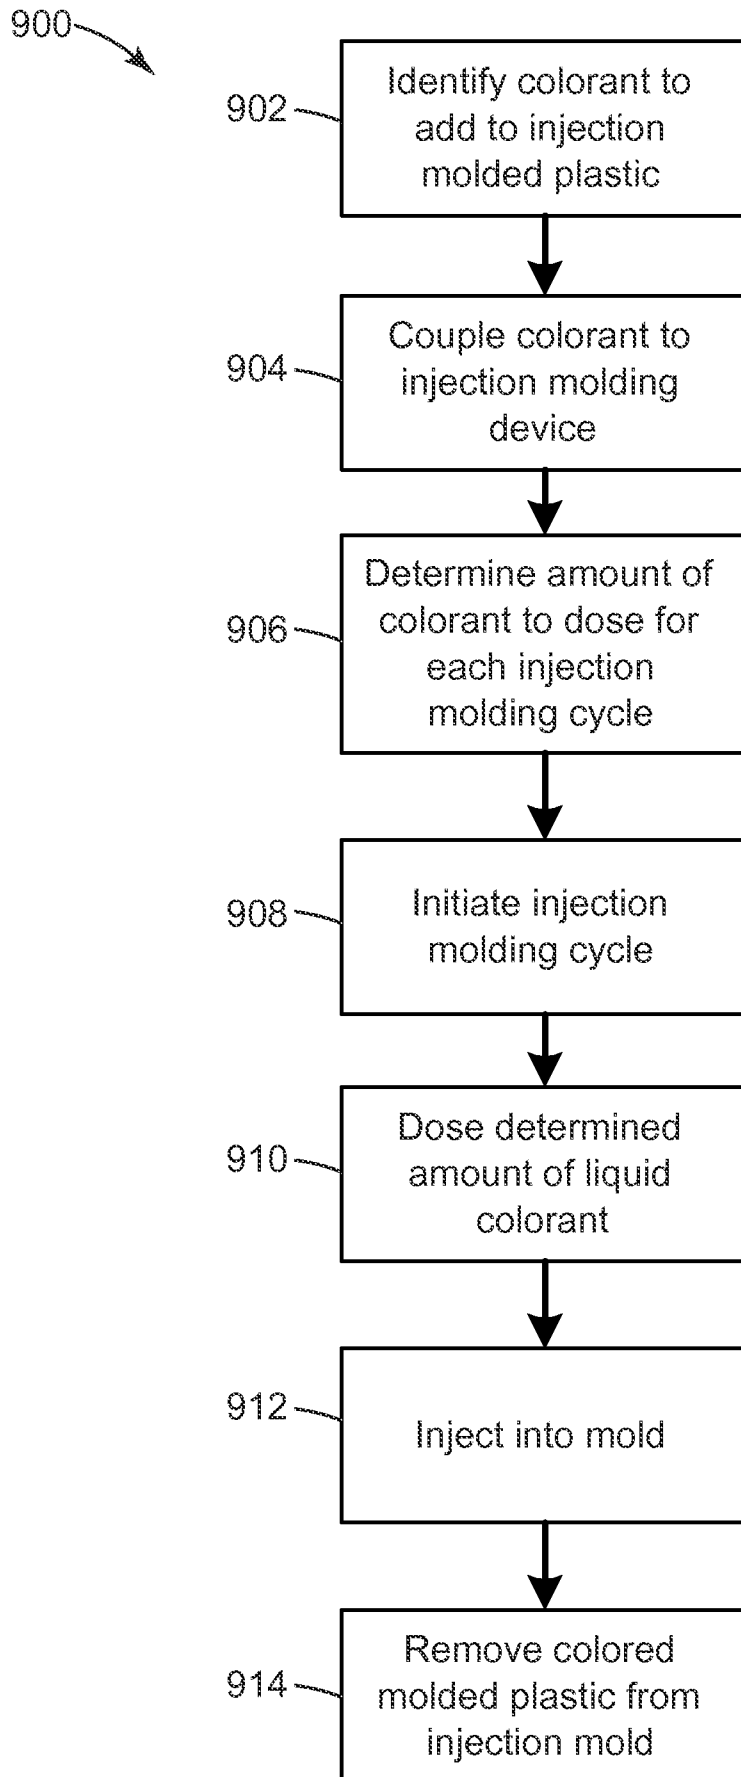 900
902
Identify colorant to
add to injection
molded plastic
904
Couple colorant to
injection molding
device
906
Determine amount of
colorant to dose for
each injection
molding cycle
908
Initiate injection
molding cycle
910
Dose determined
amount of liquid
colorant
912
Inject into mold
914
Remove colored
molded plastic from
injection mold